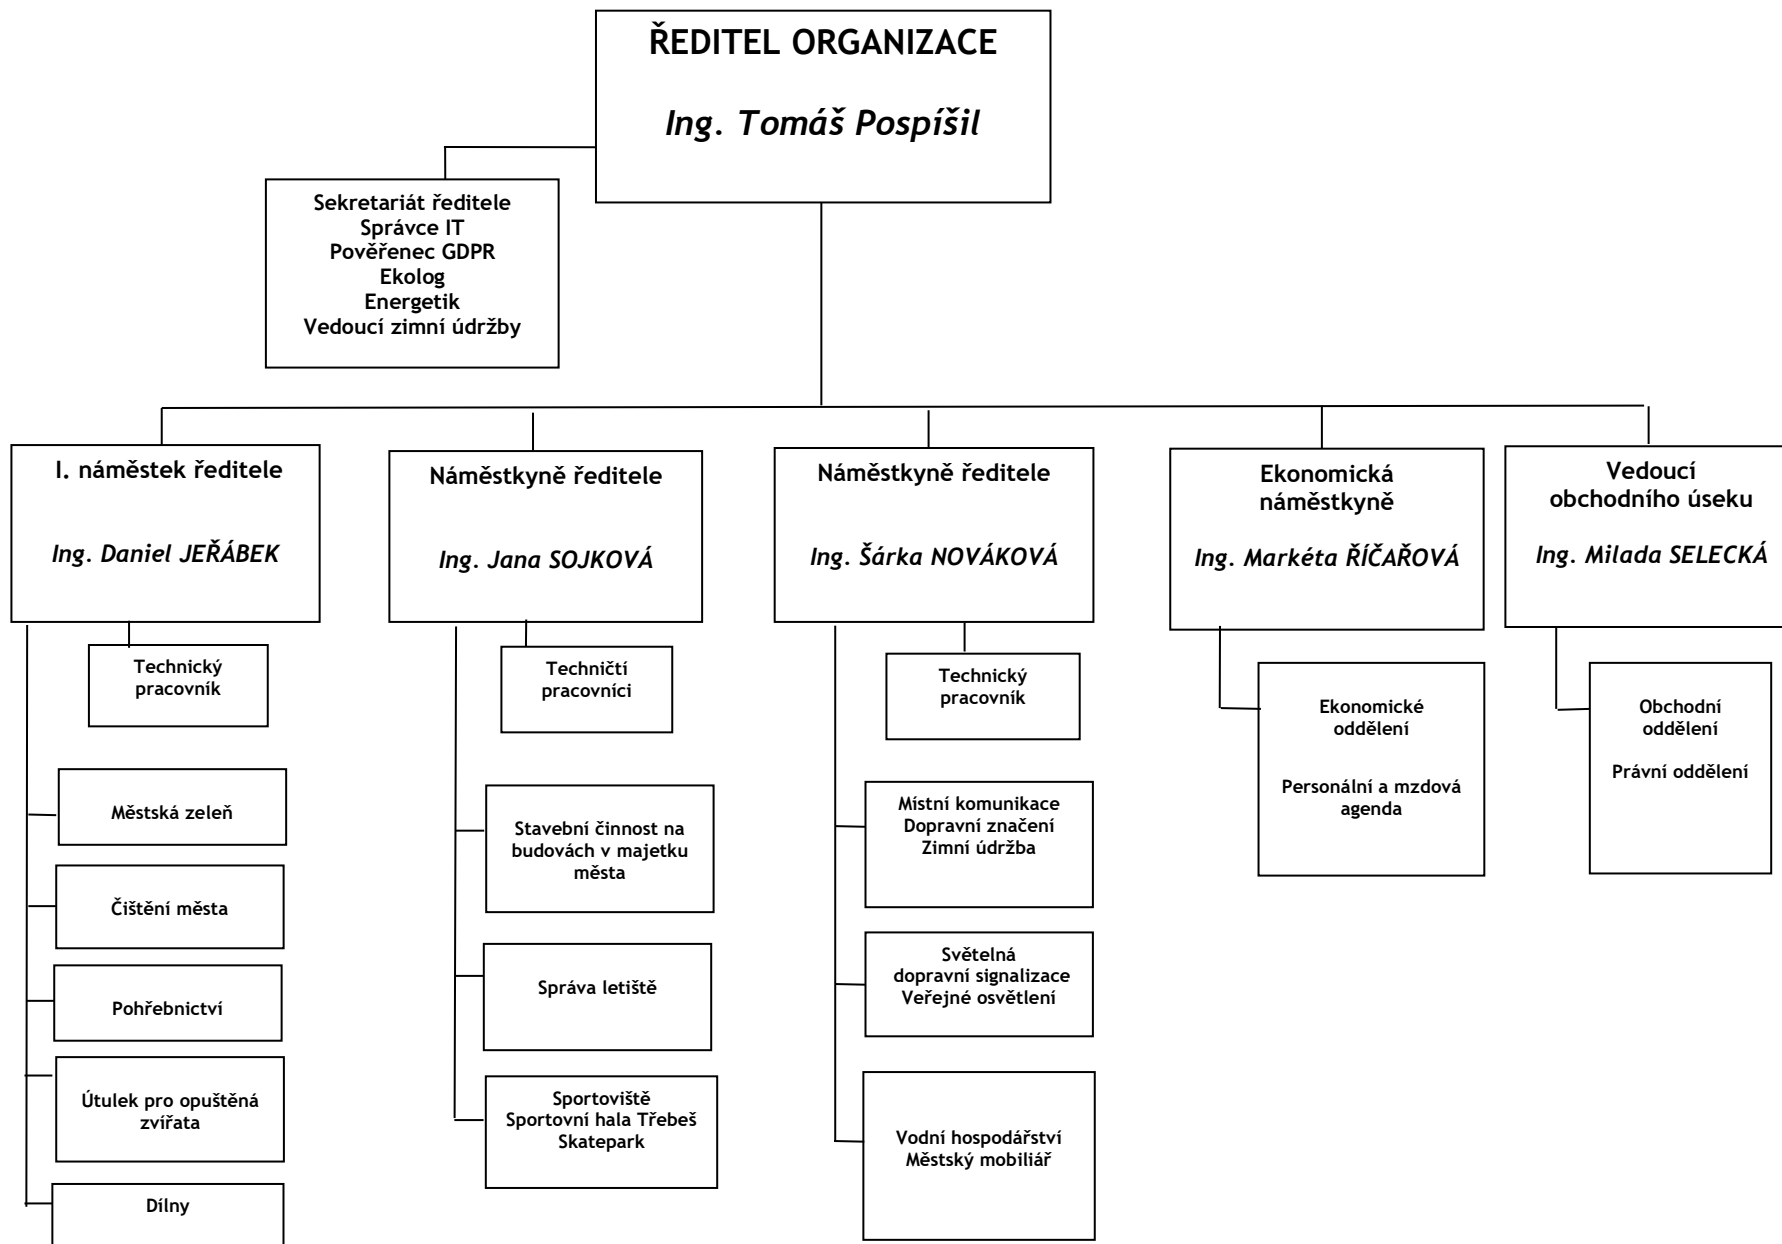 ŘEDITEL ORGANIZACE
Ing. Tomáš Pospíšil
Sekretariát ředitele
Správce IT
Pověřenec GDPR
Ekolog
Energetik
Vedoucí zimní údržby
I. náměstek ředitele
Ing. Daniel JEŘÁBEK
Náměstkyně ředitele
Ing. Jana SOJKOVÁ
Náměstkyně ředitele
Ing. Šárka NOVÁKOVÁ
Ekonomická
náměstkyně
Ing. Markéta ŘÍČAŘOVÁ
Vedoucí
obchodního úseku
Ing. Milada SELECKÁ
Technický
pracovník
Městská zeleň
Čištění města
Pohřebnictví
Útulek pro opuštěná
zvířata
Dílny
Techničtí
pracovníci
Stavební činnost na
budovách v majetku
města
Správa letiště
Sportoviště
Sportovní hala Třebeš
Skatepark
Technický
pracovník
Místní komunikace
Dopravní značení
Zimní údržba
Světelná
dopravní signalizace
Veřejné osvětlení
Vodní hospodářství
Městský mobiliář
Ekonomické
oddělení
Personální a mzdová
agenda
Obchodní
oddělení
Právní oddělení